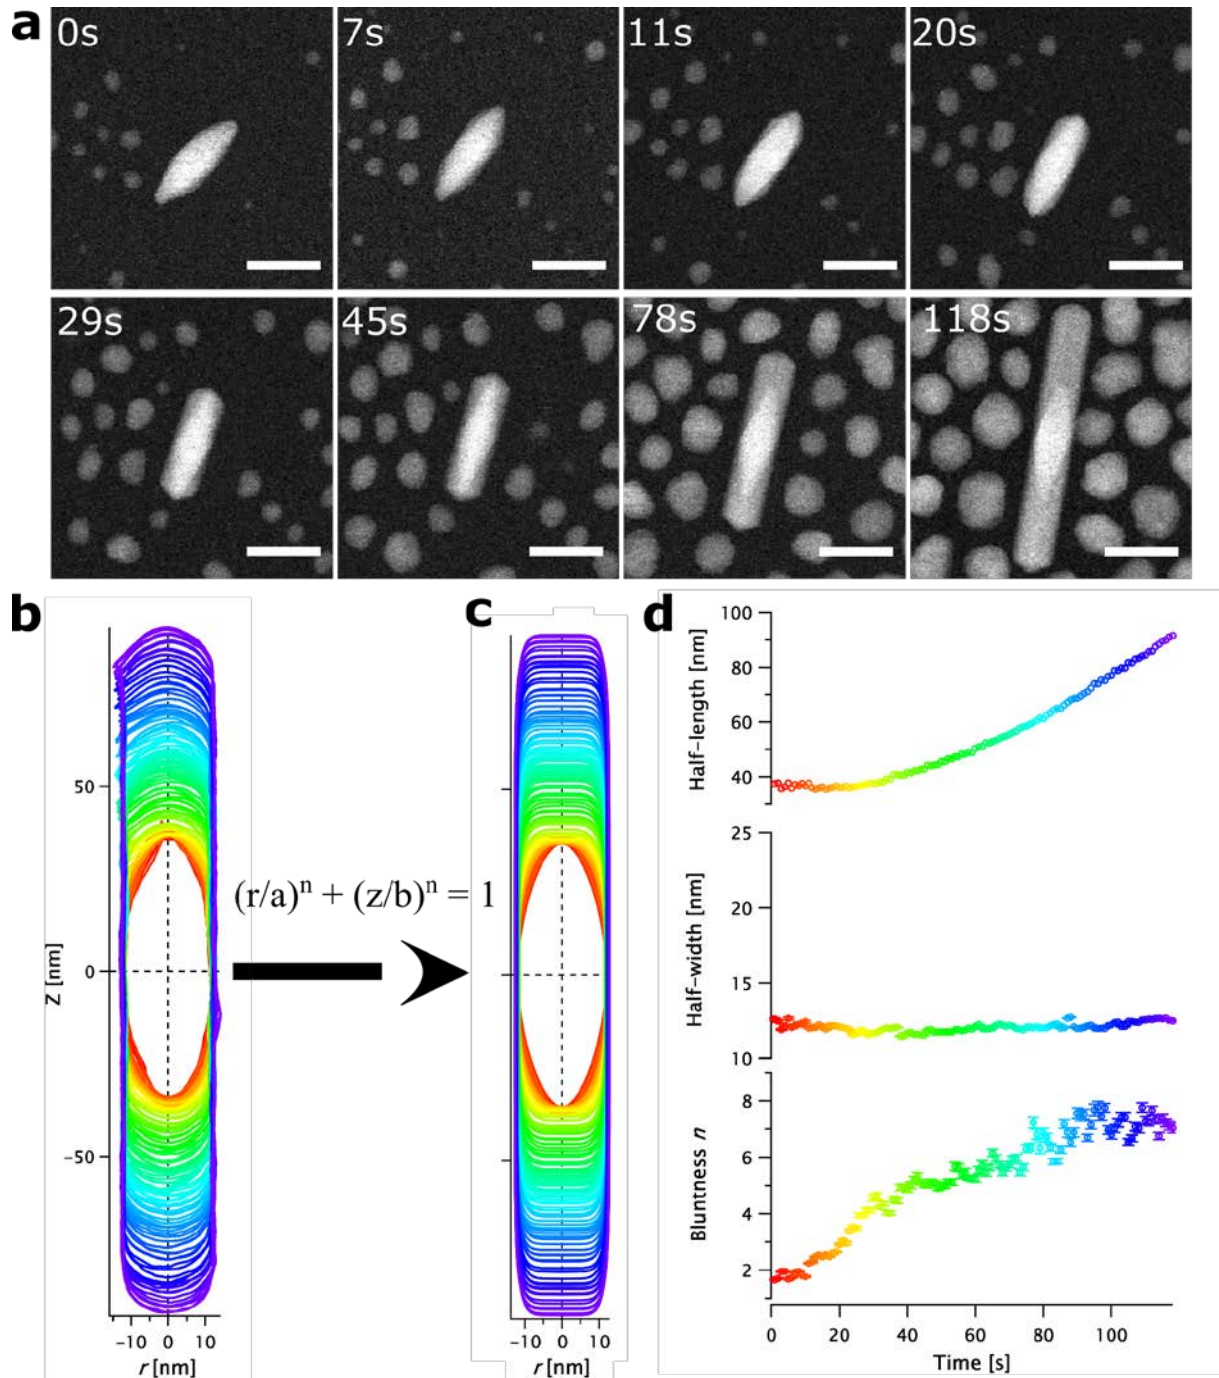 a
0s
7s
11s
20s
29s
45s
78s
118s
b
c
d
50
0
-50
Z [nm]
-10 0 10
r [nm]
(r/a)ⁿ + (z/b)ⁿ = 1
-10 0 10
r [nm]
100
80
60
40
Half-length [nm]
25
20
15
10
Half-width [nm]
8
6
4
2
Bluntness n
0 20 40 60 80 100
Time [s]